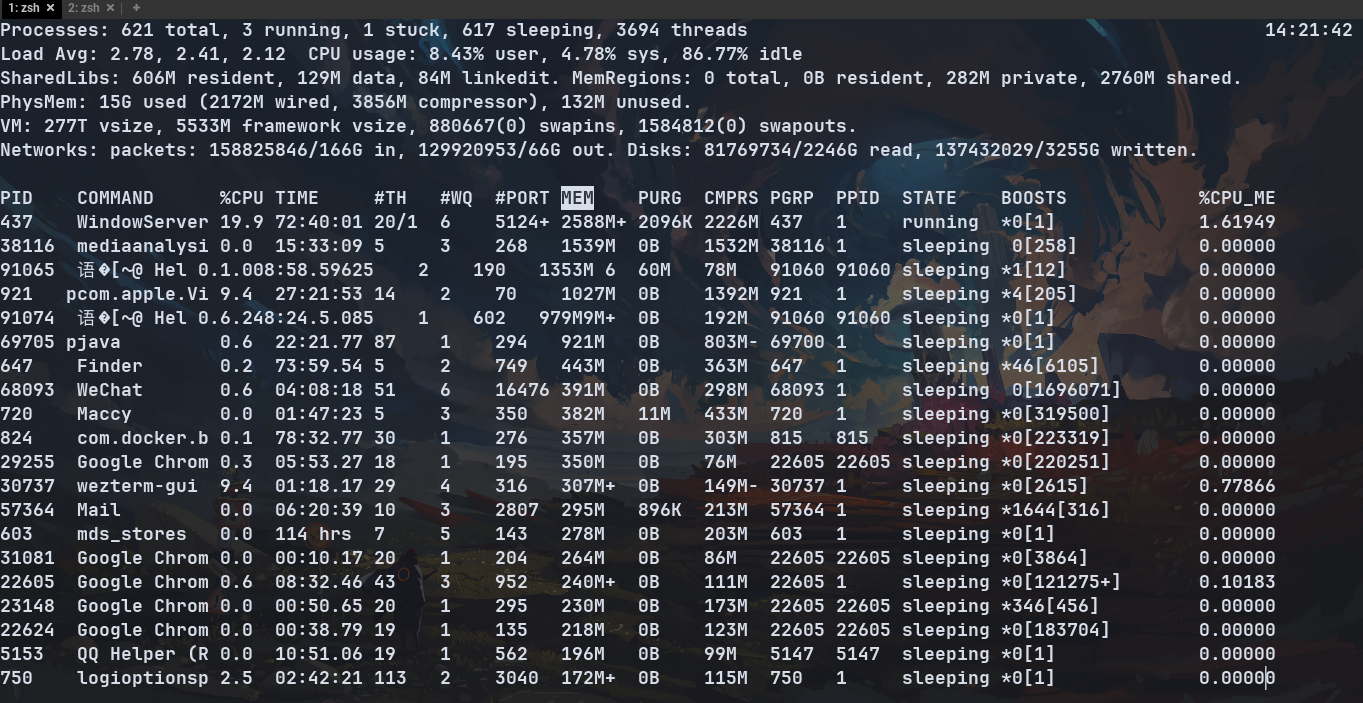 1: zsh × 2: zsh × +
Processes: 621 total, 3 running, 1 stuck, 617 sleeping, 3694 threads 14:21:42
Load Avg: 2.78, 2.41, 2.12 CPU usage: 8.43% user, 4.78% sys, 86.77% idle
SharedLibs: 606M resident, 129M data, 84M linkedit. MemRegions: 0 total, 0B resident, 282M private, 2760M shared.
PhysMem: 15G used (2172M wired, 3856M compressor), 132M unused.
VM: 277T vsize, 5533M framework vsize, 880667(0) swapins, 1584812(0) swapouts.
Networks: packets: 158825846/166G in, 129920953/66G out. Disks: 81769734/2246G read, 137432029/3255G written.
PID COMMAND %CPU TIME #TH #WQ #PORT MEM PURG CMPRS PGRP PPID STATE BOOSTS %CPU_ME
437 WindowServer 19.9 72:40:01 20/1 6 5124+ 2588M+ 2096K 2226M 437 1 running *0[1] 1.61949
38116 mediaanalysi 0.0 15:33:09 5 3 268 1539M 0B 1532M 38116 1 sleeping 0[258] 0.00000
91065 语�[~@ Hel 0.1.008:58.59625 2 190 1353M 6 60M 78M 91060 91060 sleeping *1[12] 0.00000
921 pcom.apple.Vi 9.4 27:21:53 14 2 70 1027M 0B 1392M 921 1 sleeping *4[205] 0.00000
91074 语�[~@ Hel 0.6.248:24.5.085 1 602 979M9M+ 0B 192M 91060 91060 sleeping *0[1] 0.00000
69705 pjava 0.6 22:21.77 87 1 294 921M 0B 803M- 69700 1 sleeping *0[1] 0.00000
647 Finder 0.2 73:59.54 5 2 749 443M 0B 363M 647 1 sleeping *46[6105] 0.00000
68093 WeChat 0.6 04:08:18 51 6 16476 391M 0B 298M 68093 1 sleeping 0[1696071] 0.00000
720 Maccy 0.0 01:47:23 5 3 350 382M 11M 433M 720 1 sleeping *0[319500] 0.00000
824 com.docker.b 0.1 78:32.77 30 1 276 357M 0B 303M 815 815 sleeping *0[223319] 0.00000
29255 Google Chrom 0.3 05:53.27 18 1 195 350M 0B 76M 22605 22605 sleeping *0[220251] 0.00000
30737 wezterm-gui 9.4 01:18.17 29 4 316 307M+ 0B 149M- 30737 1 sleeping *0[2615] 0.77866
57364 Mail 0.0 06:20:39 10 3 2807 295M 896K 213M 57364 1 sleeping *1644[316] 0.00000
603 mds_stores 0.0 114 hrs 7 5 143 278M 0B 203M 603 1 sleeping *0[1] 0.00000
31081 Google Chrom 0.0 00:10.17 20 1 204 264M 0B 86M 22605 22605 sleeping *0[3864] 0.00000
22605 Google Chrom 0.6 08:32.46 43 3 952 240M+ 0B 111M 22605 1 sleeping *0[121275+] 0.10183
23148 Google Chrom 0.0 00:50.65 20 1 295 230M 0B 173M 22605 22605 sleeping *346[456] 0.00000
22624 Google Chrom 0.0 00:38.79 19 1 135 218M 0B 123M 22605 22605 sleeping *0[183704] 0.00000
5153 QQ Helper (R 0.0 10:51.06 19 1 562 196M 0B 99M 5147 5147 sleeping *0[1] 0.00000
750 logioptionsp 2.5 02:42:21 113 2 3040 172M+ 0B 115M 750 1 sleeping *0[1] 0.00000